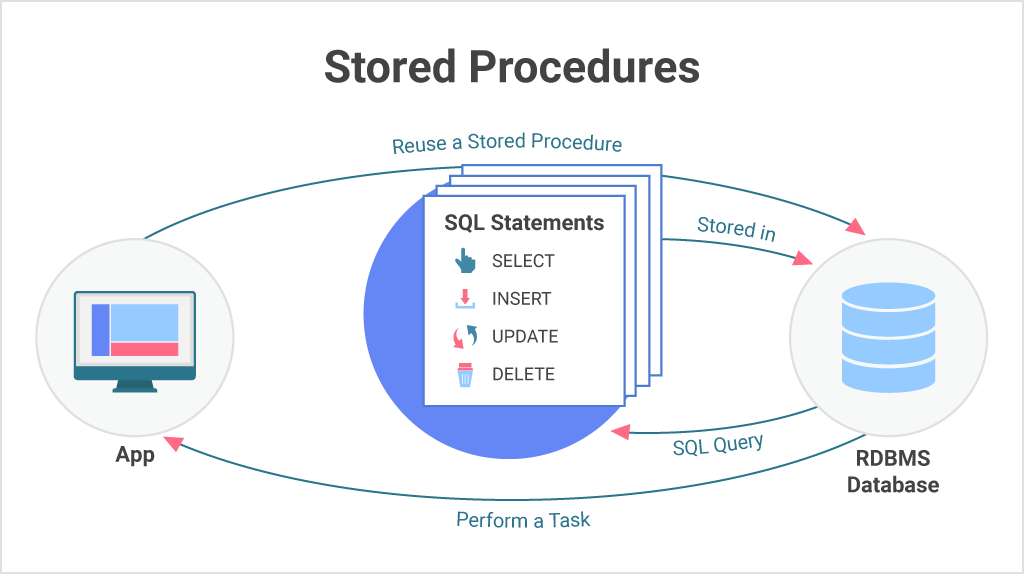 Stored Procedures
Reuse a Stored Procedure
Stored in
SQL Statements
SELECT
INSERT
UPDATE
DELETE
App
SQL Query
RDBMS
Database
Perform a Task